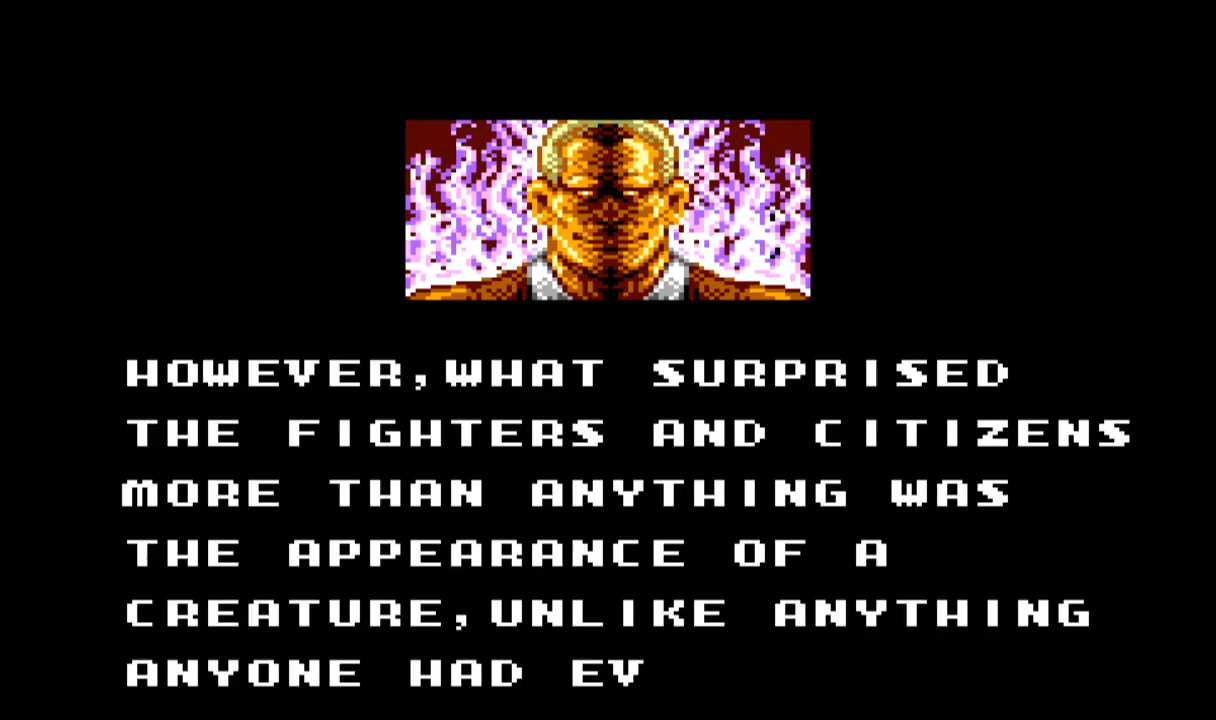 HOWEVER,WHAT SURPRISED
THE FIGHTERS AND CITIZENS
MORE THAN ANYTHING WAS
THE APPEARANCE OF A
CREATURE,UNLIKE ANYTHING
ANYONE HAD EV